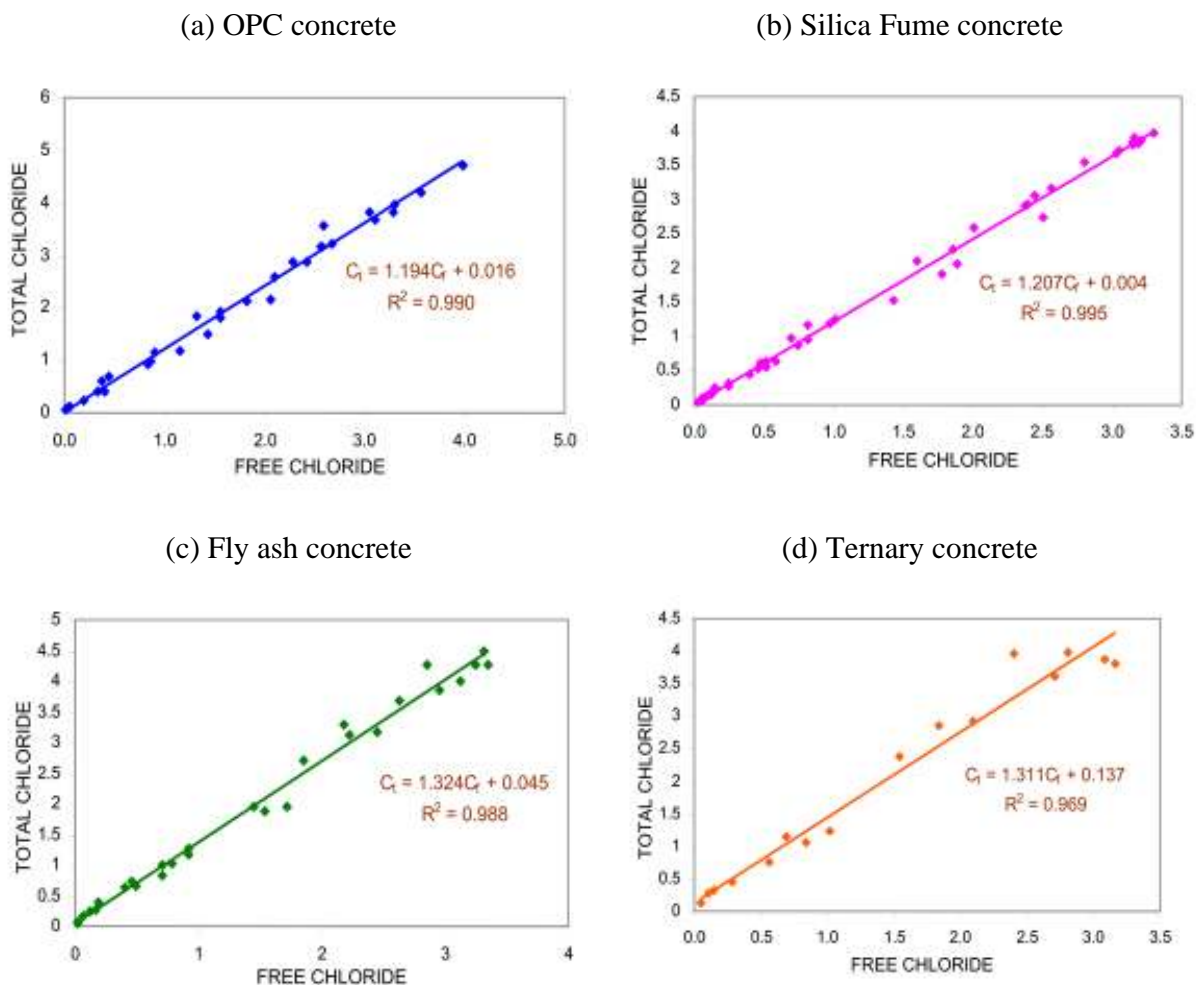 (a) OPC concrete
(b) Silica Fume concrete
6
5
4
3
2
1
0
TOTAL CHLORIDE
Cₜ = 1.194C_f + 0.016
R² = 0.990
0.0 1.0 2.0 3.0 4.0 5.0
FREE CHLORIDE
4.5
4
3.5
3
2.5
2
1.5
1
0.5
0
TOTAL CHLORIDE
Cₜ = 1.207C_f + 0.004
R² = 0.995
0.0 0.5 1.0 1.5 2.0 2.5 3.0 3.5
FREE CHLORIDE
(c) Fly ash concrete
(d) Ternary concrete
5
4.5
4
3.5
3
2.5
2
1.5
1
0.5
0
TOTAL CHLORIDE
Cₜ = 1.324C_f + 0.045
R² = 0.988
0 1 2 3 4
FREE CHLORIDE
4.5
4
3.5
3
2.5
2
1.5
1
0.5
0
TOTAL CHLORIDE
Cₜ = 1.311C_f + 0.137
R² = 0.969
0.0 0.5 1.0 1.5 2.0 2.5 3.0 3.5
FREE CHLORIDE